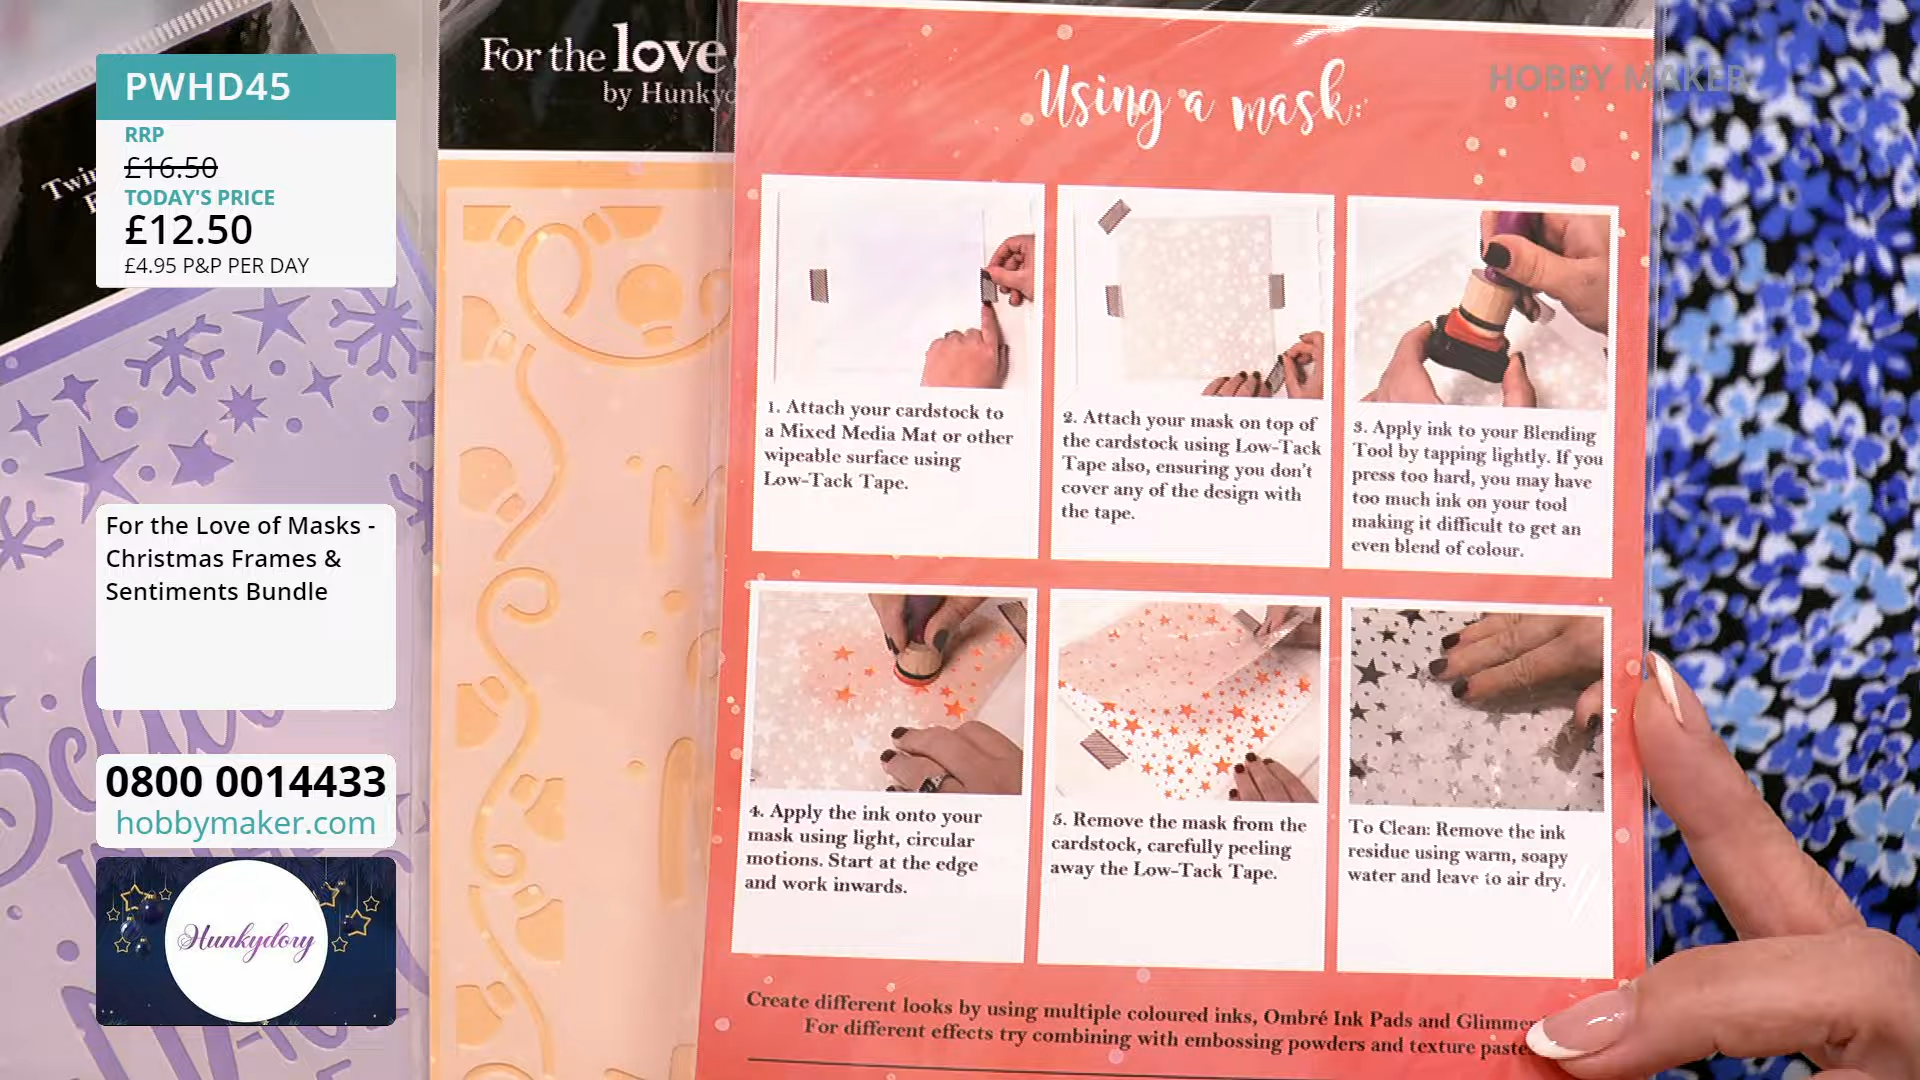 PWHD45
RRP
£16.50
TODAY'S PRICE
£12.50
£4.95 P&P PER DAY
For the Love of Masks -
Christmas Frames &
Sentiments Bundle
0800 0014433
hobbymaker.com
Hunkydory
For the love
by Hunkyd
HOBBY MAKER
Using a mask:
1. Attach your cardstock to
a Mixed Media Mat or other
wipeable surface using
Low-Tack Tape.
2. Attach your mask on top of
the cardstock using Low-Tack
Tape also, ensuring you don't
cover any of the design with
the tape.
3. Apply ink to your Blending
Tool by tapping lightly. If you
press too hard, you may have
too much ink on your tool
making it difficult to get an
even blend of colour.
4. Apply the ink onto your
mask using light, circular
motions. Start at the edge
and work inwards.
5. Remove the mask from the
cardstock, carefully peeling
away the Low-Tack Tape.
To Clean: Remove the ink
residue using warm, soapy
water and leave to air dry.
Create different looks by using multiple coloured inks, Ombré Ink Pads and Glimmer
For different effects try combining with embossing powders and texture paste